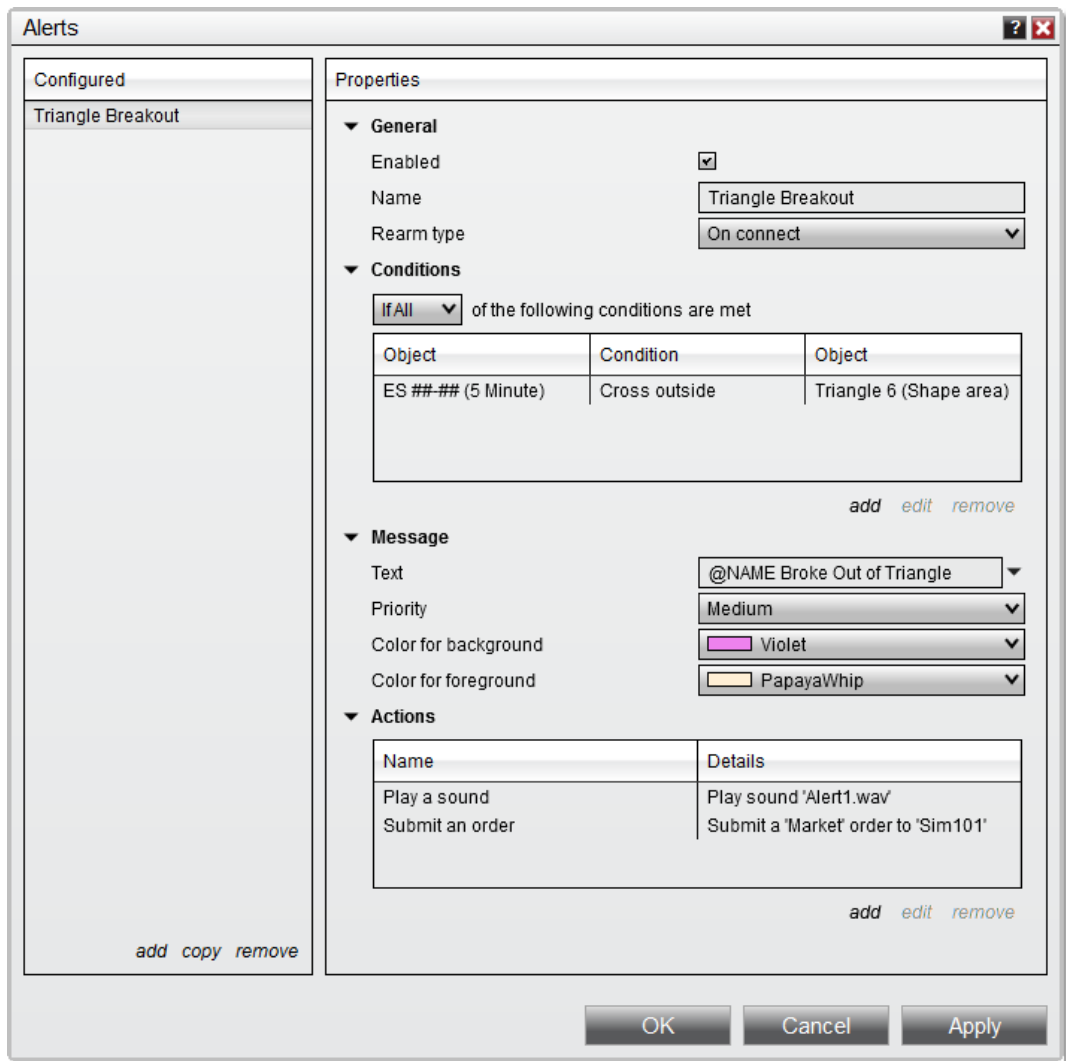 Alerts
?
Configured
Triangle Breakout
add copy remove
Properties
General
Enabled
Name Triangle Breakout
Rearm type On connect
Conditions
If All of the following conditions are met
Object Condition Object
ES ##-## (5 Minute) Cross outside Triangle 6 (Shape area)
add edit remove
Message
Text @NAME Broke Out of Triangle
Priority Medium
Color for background Violet
Color for foreground PapayaWhip
Actions
Name Details
Play a sound Play sound 'Alert1.wav'
Submit an order Submit a 'Market' order to 'Sim101'
add edit remove
OK Cancel Apply